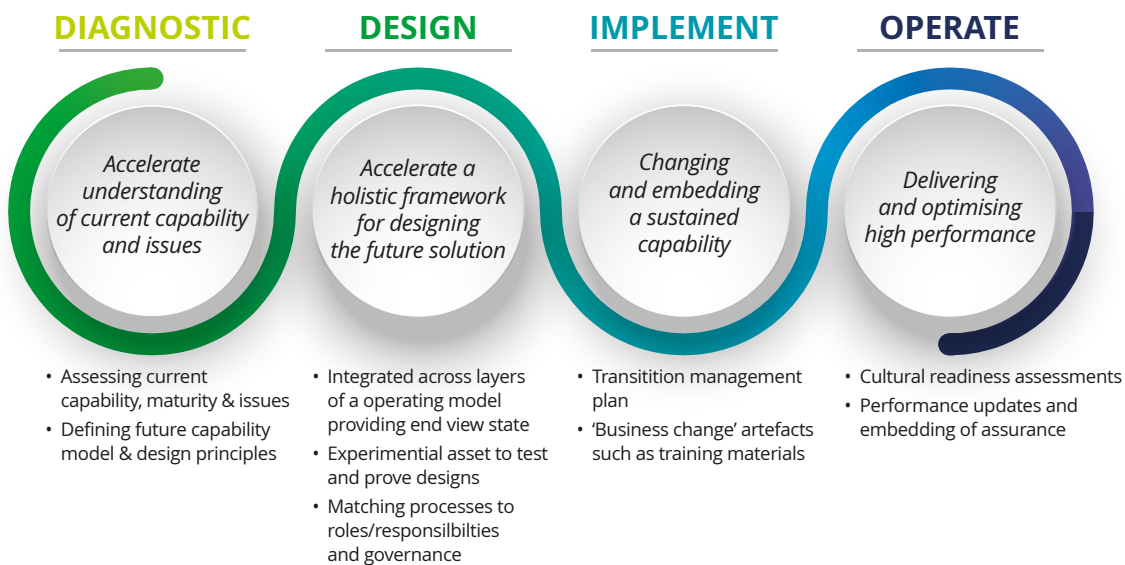 DIAGNOSTIC
Accelerate
understanding
of current capability
and issues
• Assessing current
capability, maturity & issues
• Defining future capability
model & design principles
DESIGN
Accelerate a
holistic framework
for designing
the future solution
• Integrated across layers
of a operating model
providing end view state
• Experimential asset to test
and prove designs
• Matching processes to
roles/responsilbilties
and governance
IMPLEMENT
Changing
and embedding
a sustained
capability
• Transitition management
plan
• ‘Business change’ artefacts
such as training materials
OPERATE
Delivering
and optimising
high performance
• Cultural readiness assessments
• Performance updates and
embedding of assurance